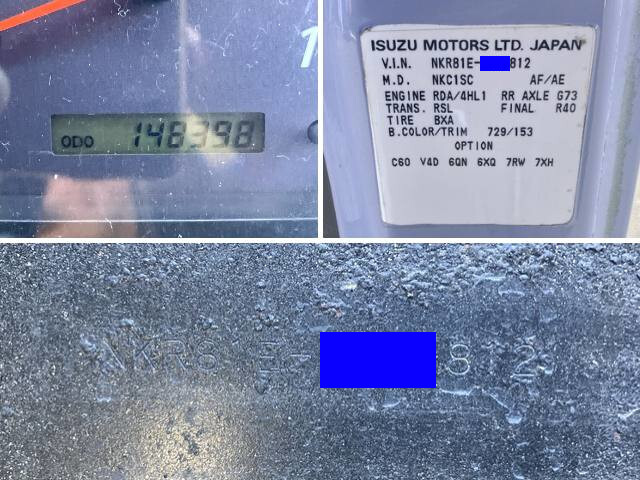 1
ODO 148398
ISUZU MOTORS LTD. JAPAN
V.I.N. NKR81E- 812
M.D. NKC1SC AF/AE
ENGINE RDA/4HL1 RR AXLE G73
TRANS. RSL FINAL R40
TIRE BXA
B.COLOR/TRIM 729/153
OPTION
C60 V4D 6QN 6XQ 7RW 7XH
NKR81E- 812